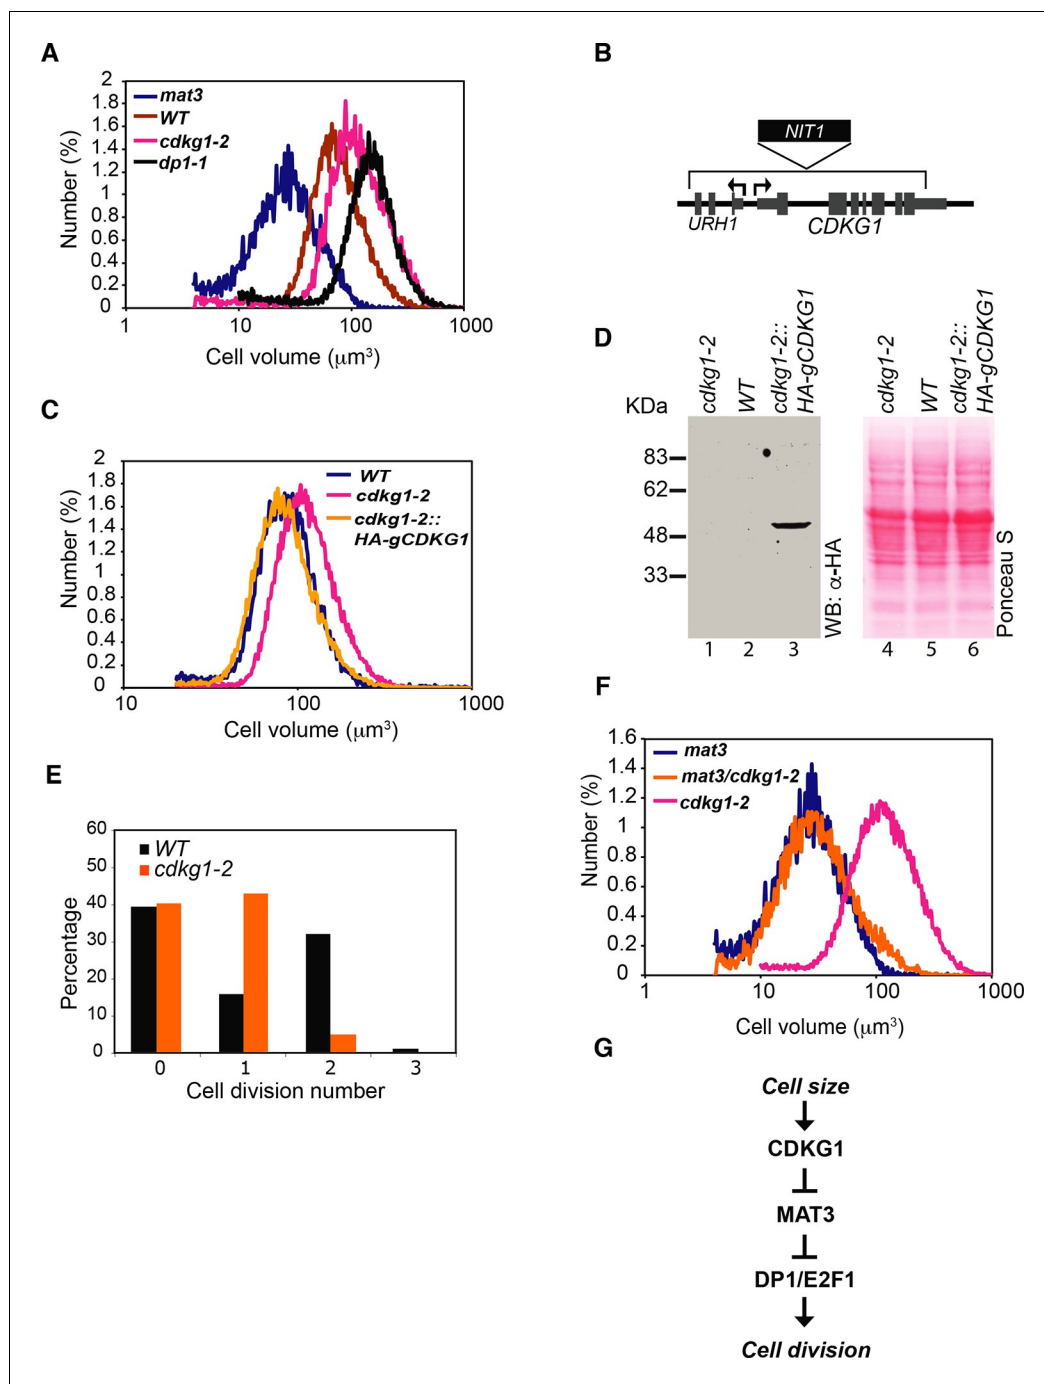 A
2
1.8
1.6
1.4
1.2
1
0.8
0.6
0.4
0.2
0
Number (%)
mat3
WT
cdkg1-2
dp1-1
1
10
100
1000
Cell volume (μm³)
B
NIT1
URH1
CDKG1
C
2
1.8
1.6
1.4
1.2
1
0.8
0.6
0.4
0.2
0
Number (%)
WT
cdkg1-2
cdkg1-2::
HA-gCDKG1
10
100
1000
Cell volume (μm³)
D
KDa
83
62
48
33
cdkg1-2
WT
cdkg1-2::
HA-gCDKG1
WB: α-HA
1
2
3
cdkg1-2
WT
cdkg1-2::
HA-gCDKG1
Ponceau S
4
5
6
E
60
50
40
30
20
10
0
Percentage
WT
cdkg1-2
0
1
2
3
Cell division number
F
1.6
1.4
1.2
1
0.8
0.6
0.4
0.2
0
Number (%)
mat3
mat3/cdkg1-2
cdkg1-2
1
10
100
1000
Cell volume (μm³)
G
Cell size
CDKG1
MAT3
DP1/E2F1
Cell division